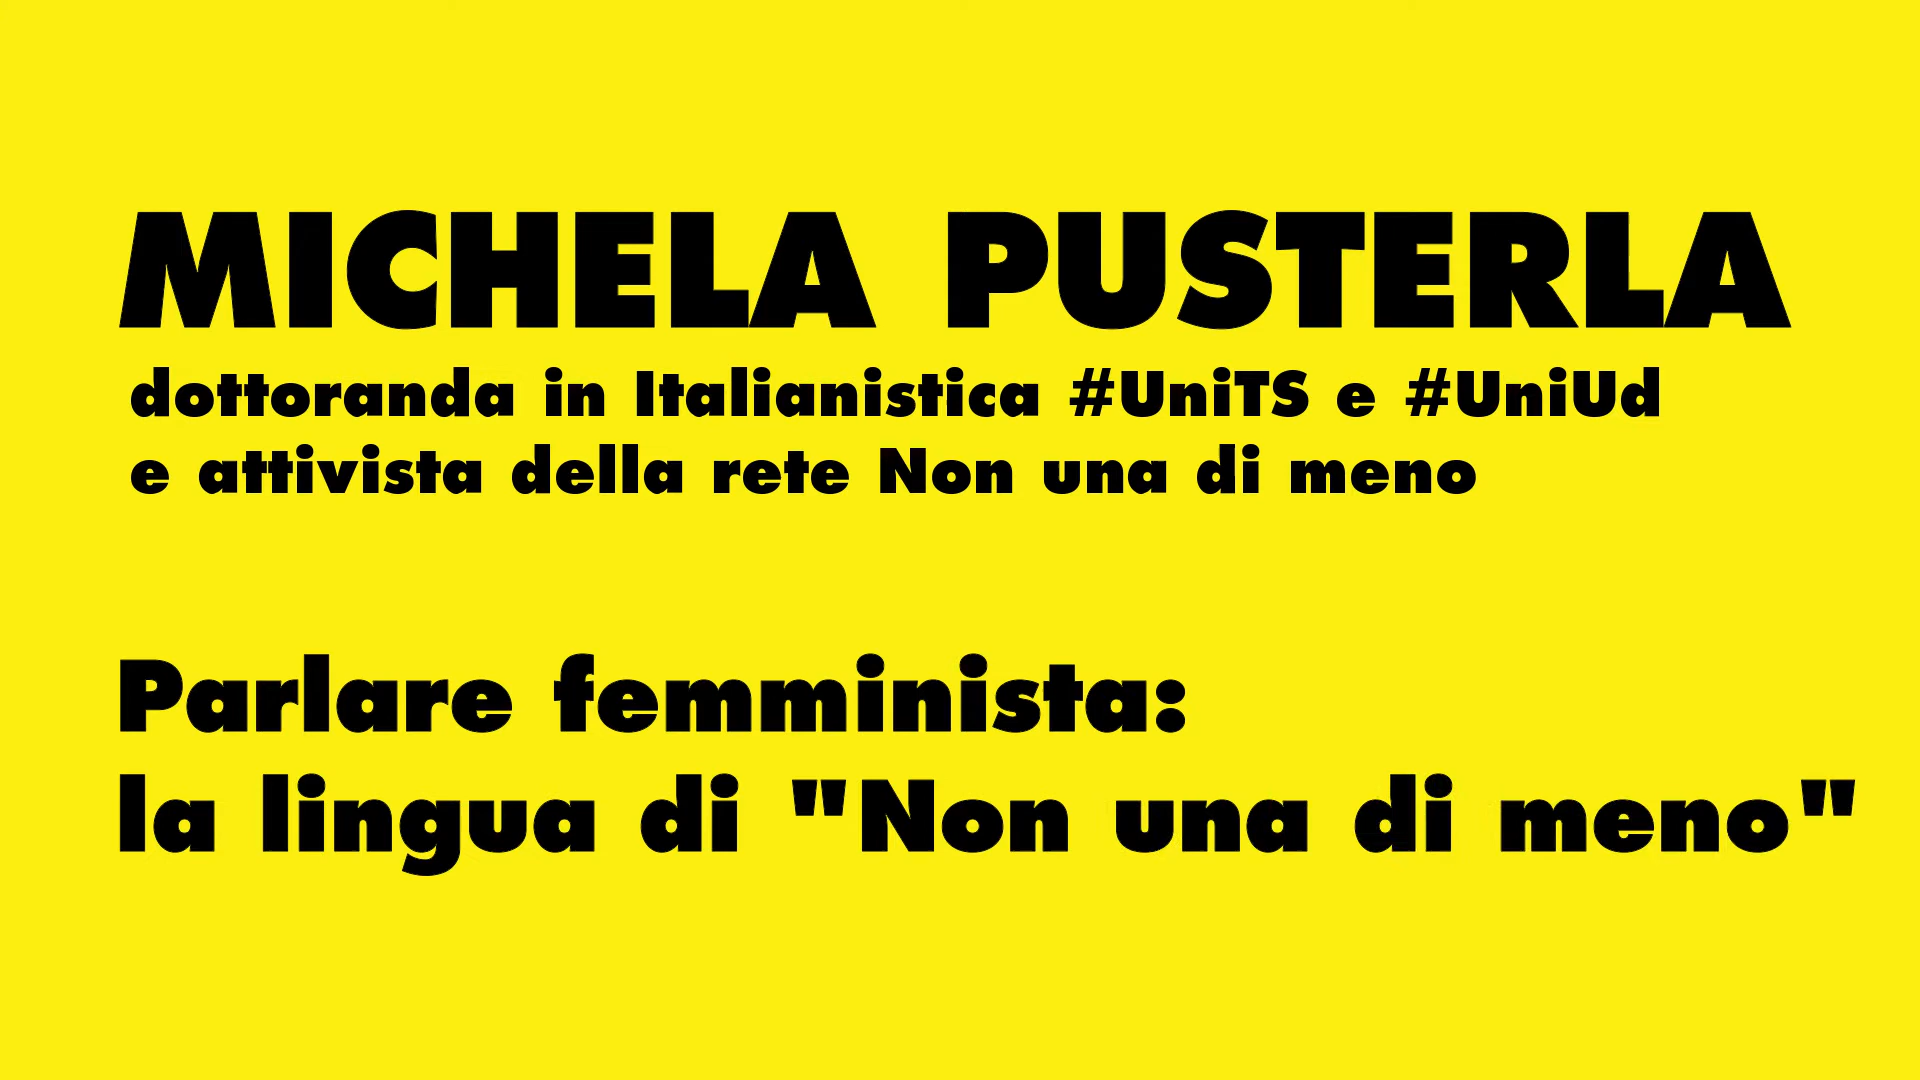 MICHELA PUSTERLA
dottoranda in Italianistica #UniTS e #UniUd
e attivista della rete Non una di meno
Parlare femminista:
la lingua di "Non una di meno"